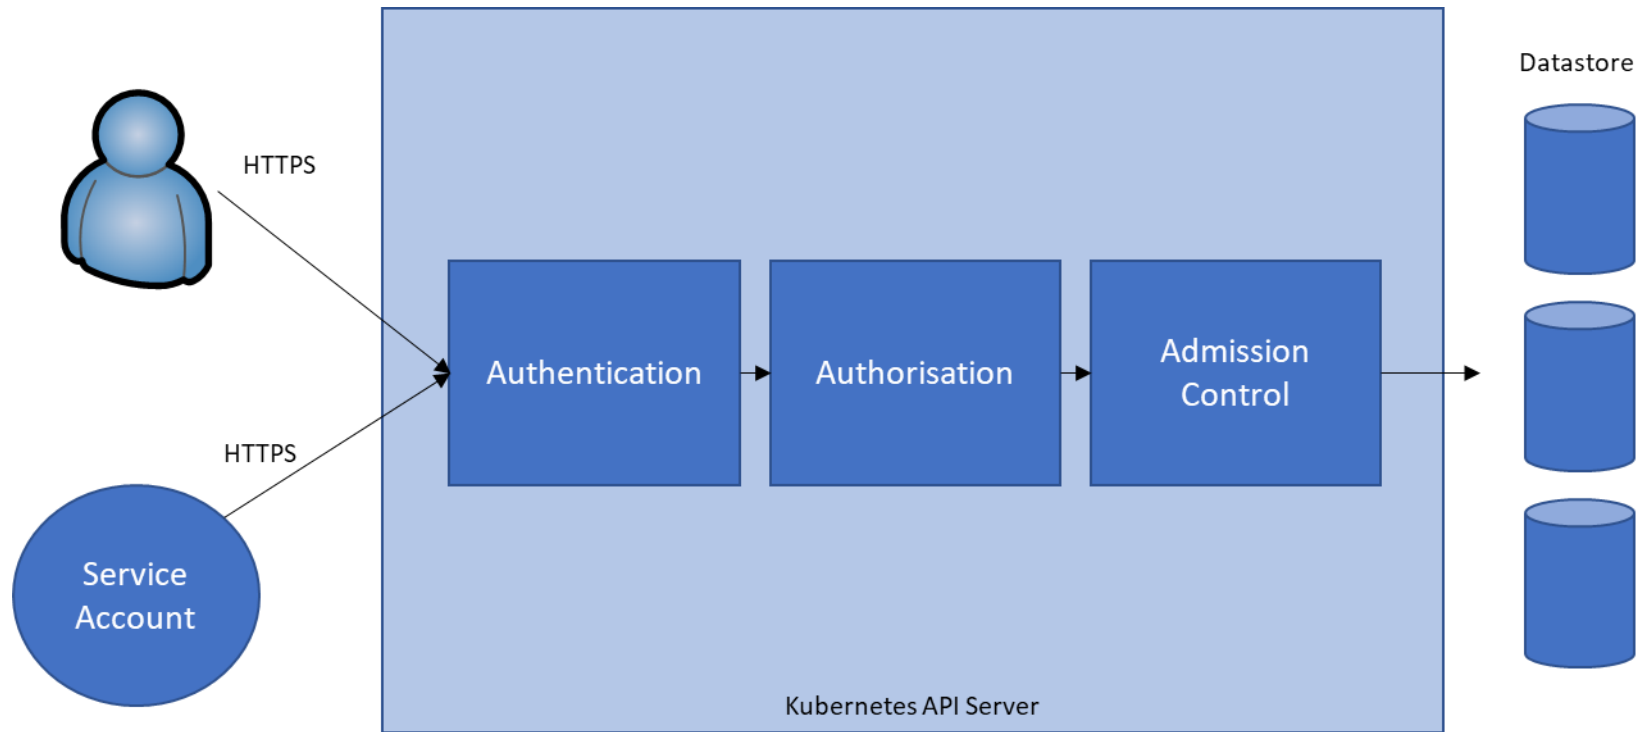 Datastore
HTTPS
Authentication
Authorisation
Admission
Control
HTTPS
Service
Account
Kubernetes API Server